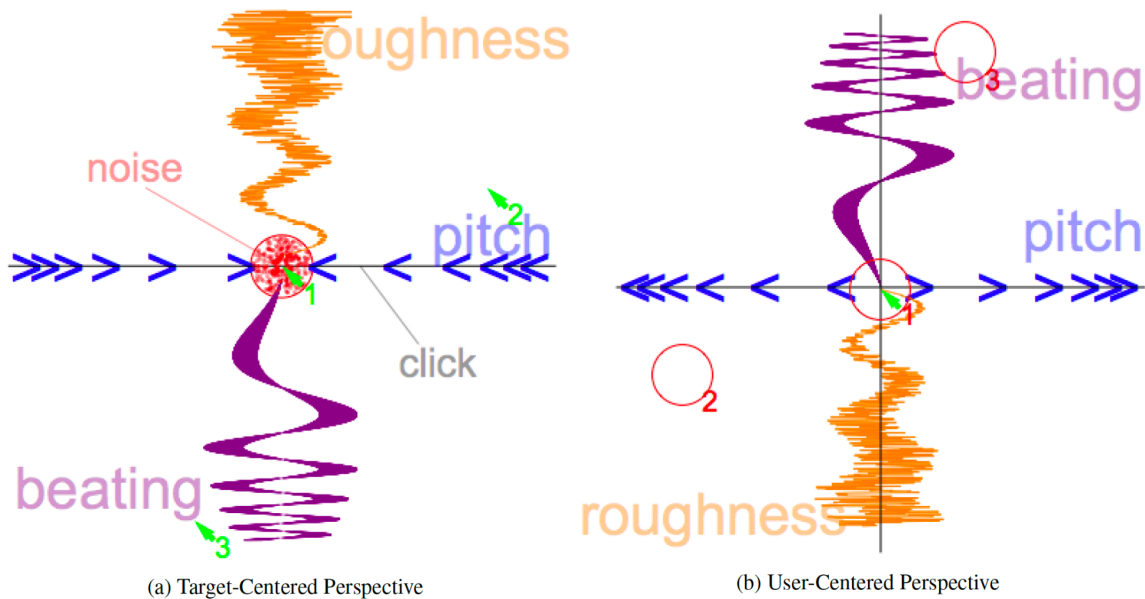 roughness
noise
2
pitch
1
click
beating
3
(a) Target-Centered Perspective
3
beating
pitch
1
2
roughness
(b) User-Centered Perspective